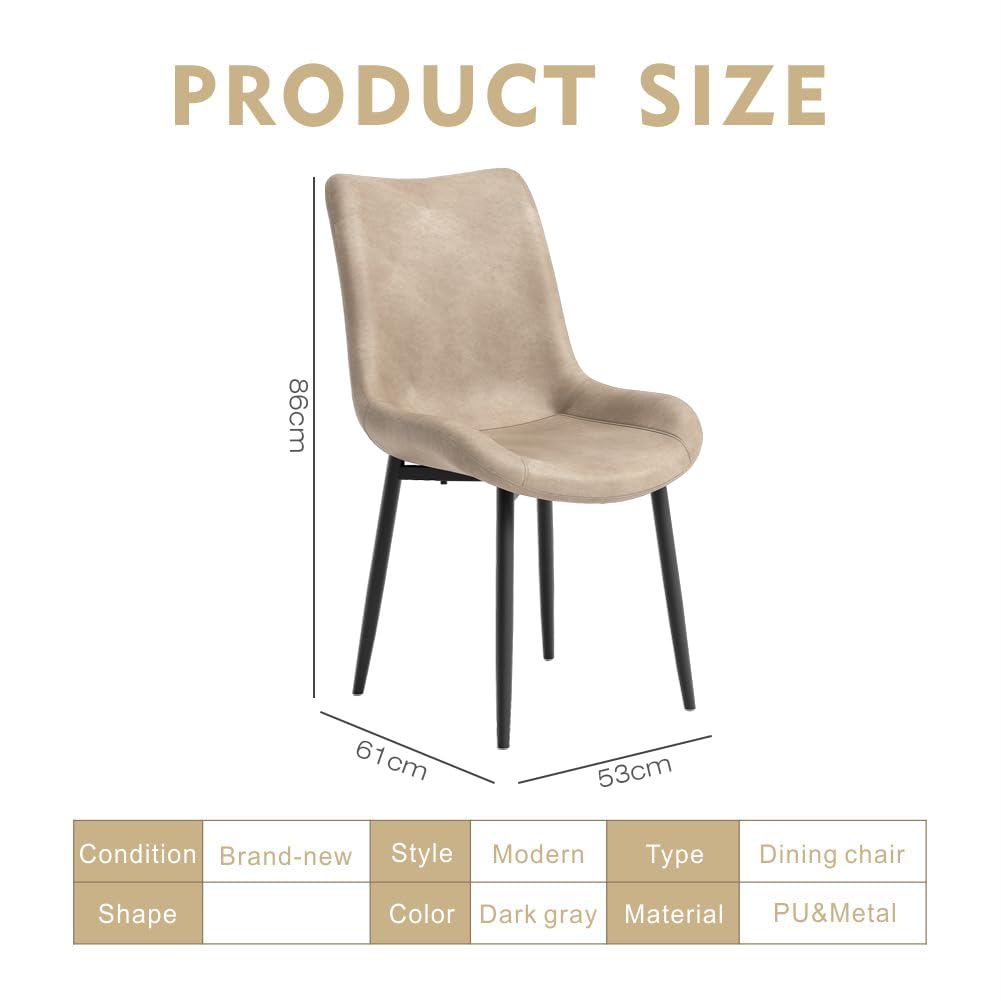 PRODUCT SIZE
86cm
61cm
53cm
Condition Brand-new Style Modern Type Dining chair
Shape Color Dark gray Material PU&Metal